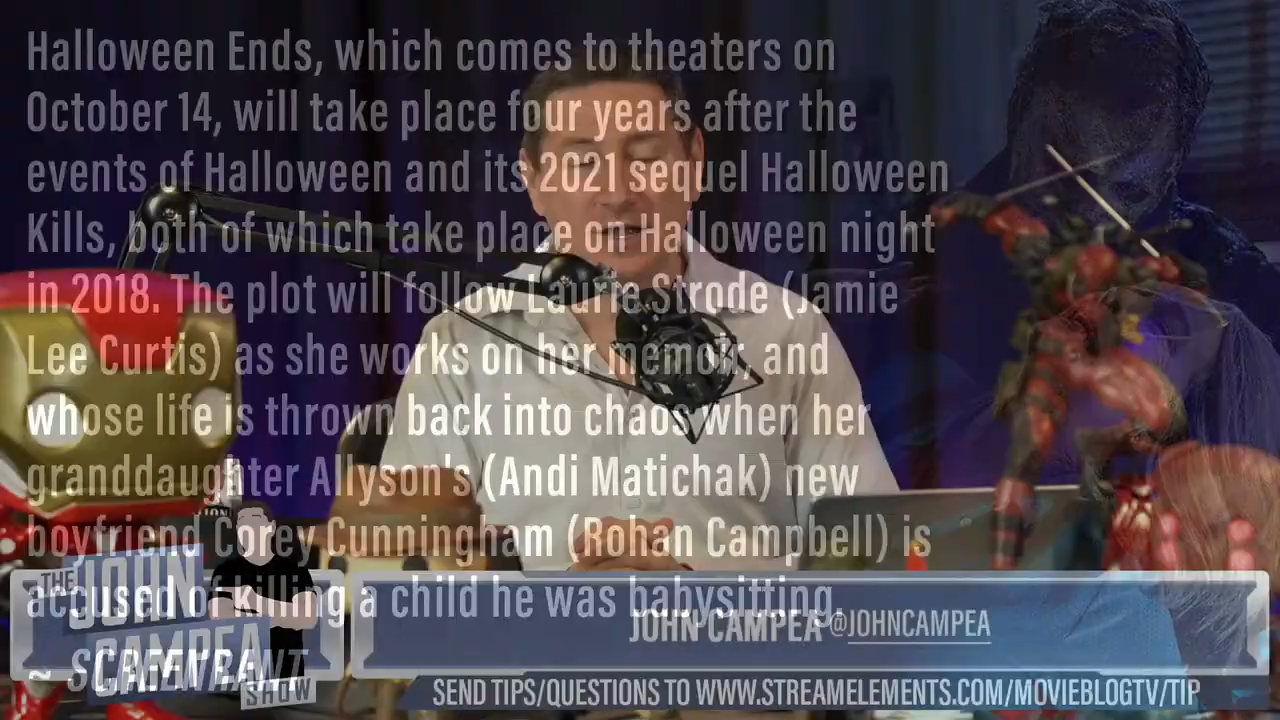 Halloween Ends, which comes to theaters on
October 14, will take place four years after the
events of Halloween and its 2021 sequel Halloween
Kills, both of which take place on Halloween night
in 2018. The plot will follow Laurie Strode (Jamie
Lee Curtis) as she works on her memoir, and
whose life is thrown back into chaos when her
granddaughter Allyson's (Andi Matichak) new
boyfriend Corey Cunningham (Rohan Campbell) is
accused of killing a child he was babysitting.
~ SCREENRANT
THE
JOHN
CAMPEA
SHOW
JOHN CAMPEA @JOHNCAMPEA
SEND TIPS/QUESTIONS TO WWW.STREAMELEMENTS.COM/MOVIEBLOGTV/TIP